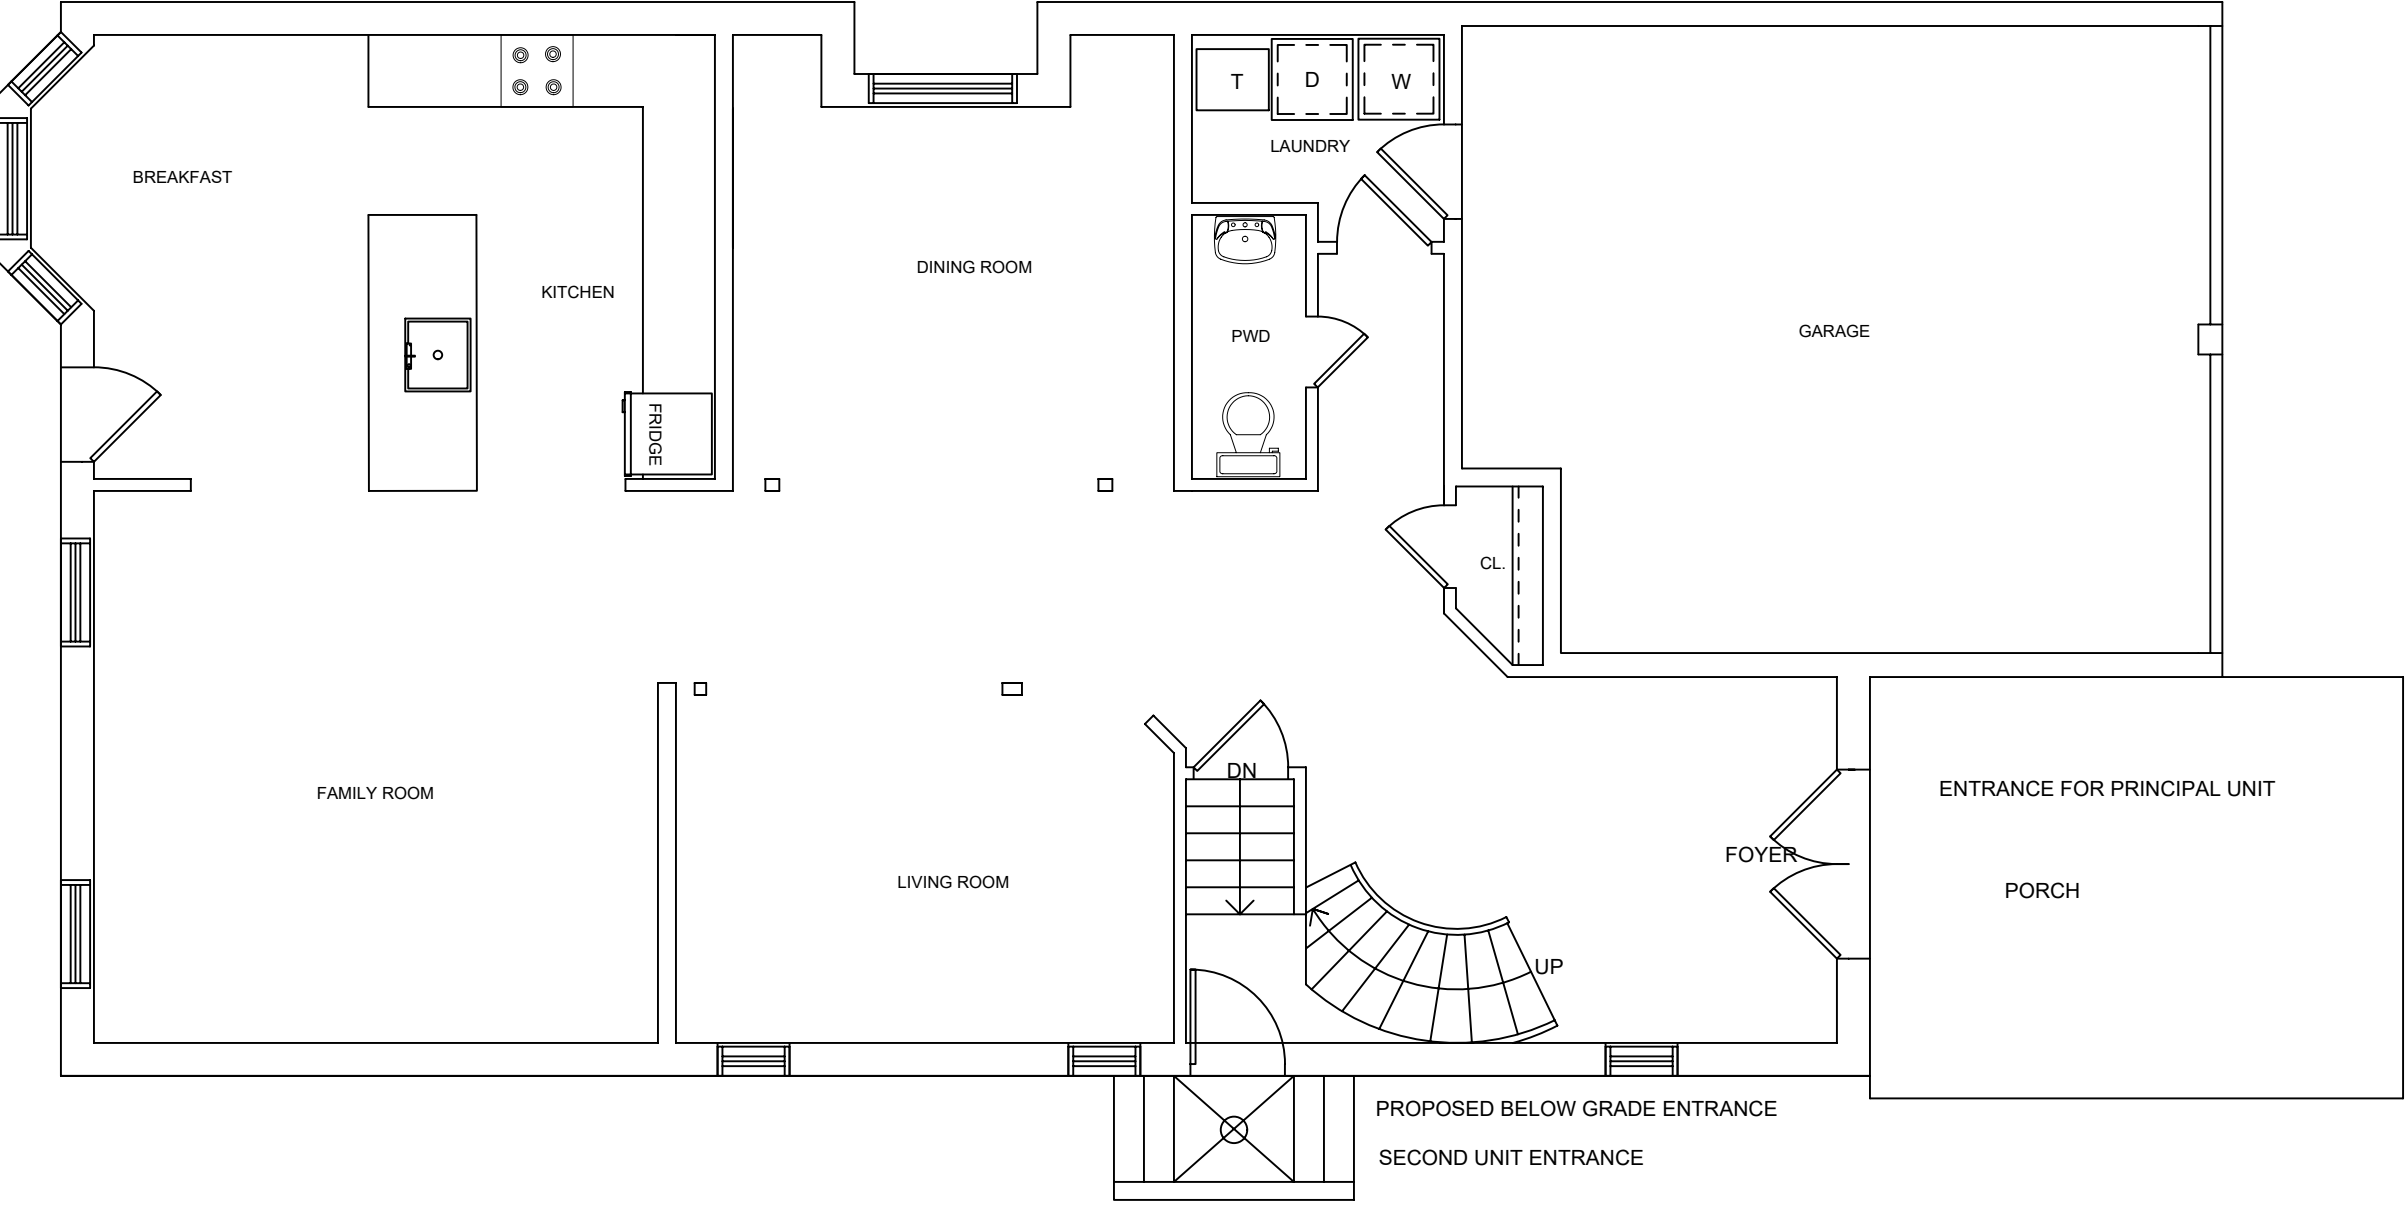 T
D
W
LAUNDRY
BREAKFAST
DINING ROOM
KITCHEN
PWD
GARAGE
FRIDGE
CL.
DN
ENTRANCE FOR PRINCIPAL UNIT
FAMILY ROOM
FOYER
LIVING ROOM
PORCH
UP
PROPOSED BELOW GRADE ENTRANCE
SECOND UNIT ENTRANCE